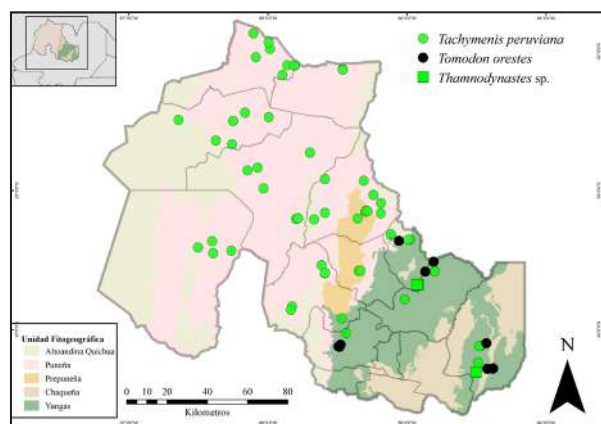 Tachymenis peruviana
Tomodon orestes
Thamnodynastes sp.
Unidad Fitogeográfica
Altoandina Quichua
Puneña
Prepuneña
Chaqueña
Yungas
0 10 20 40 60 80
Kilometros
N